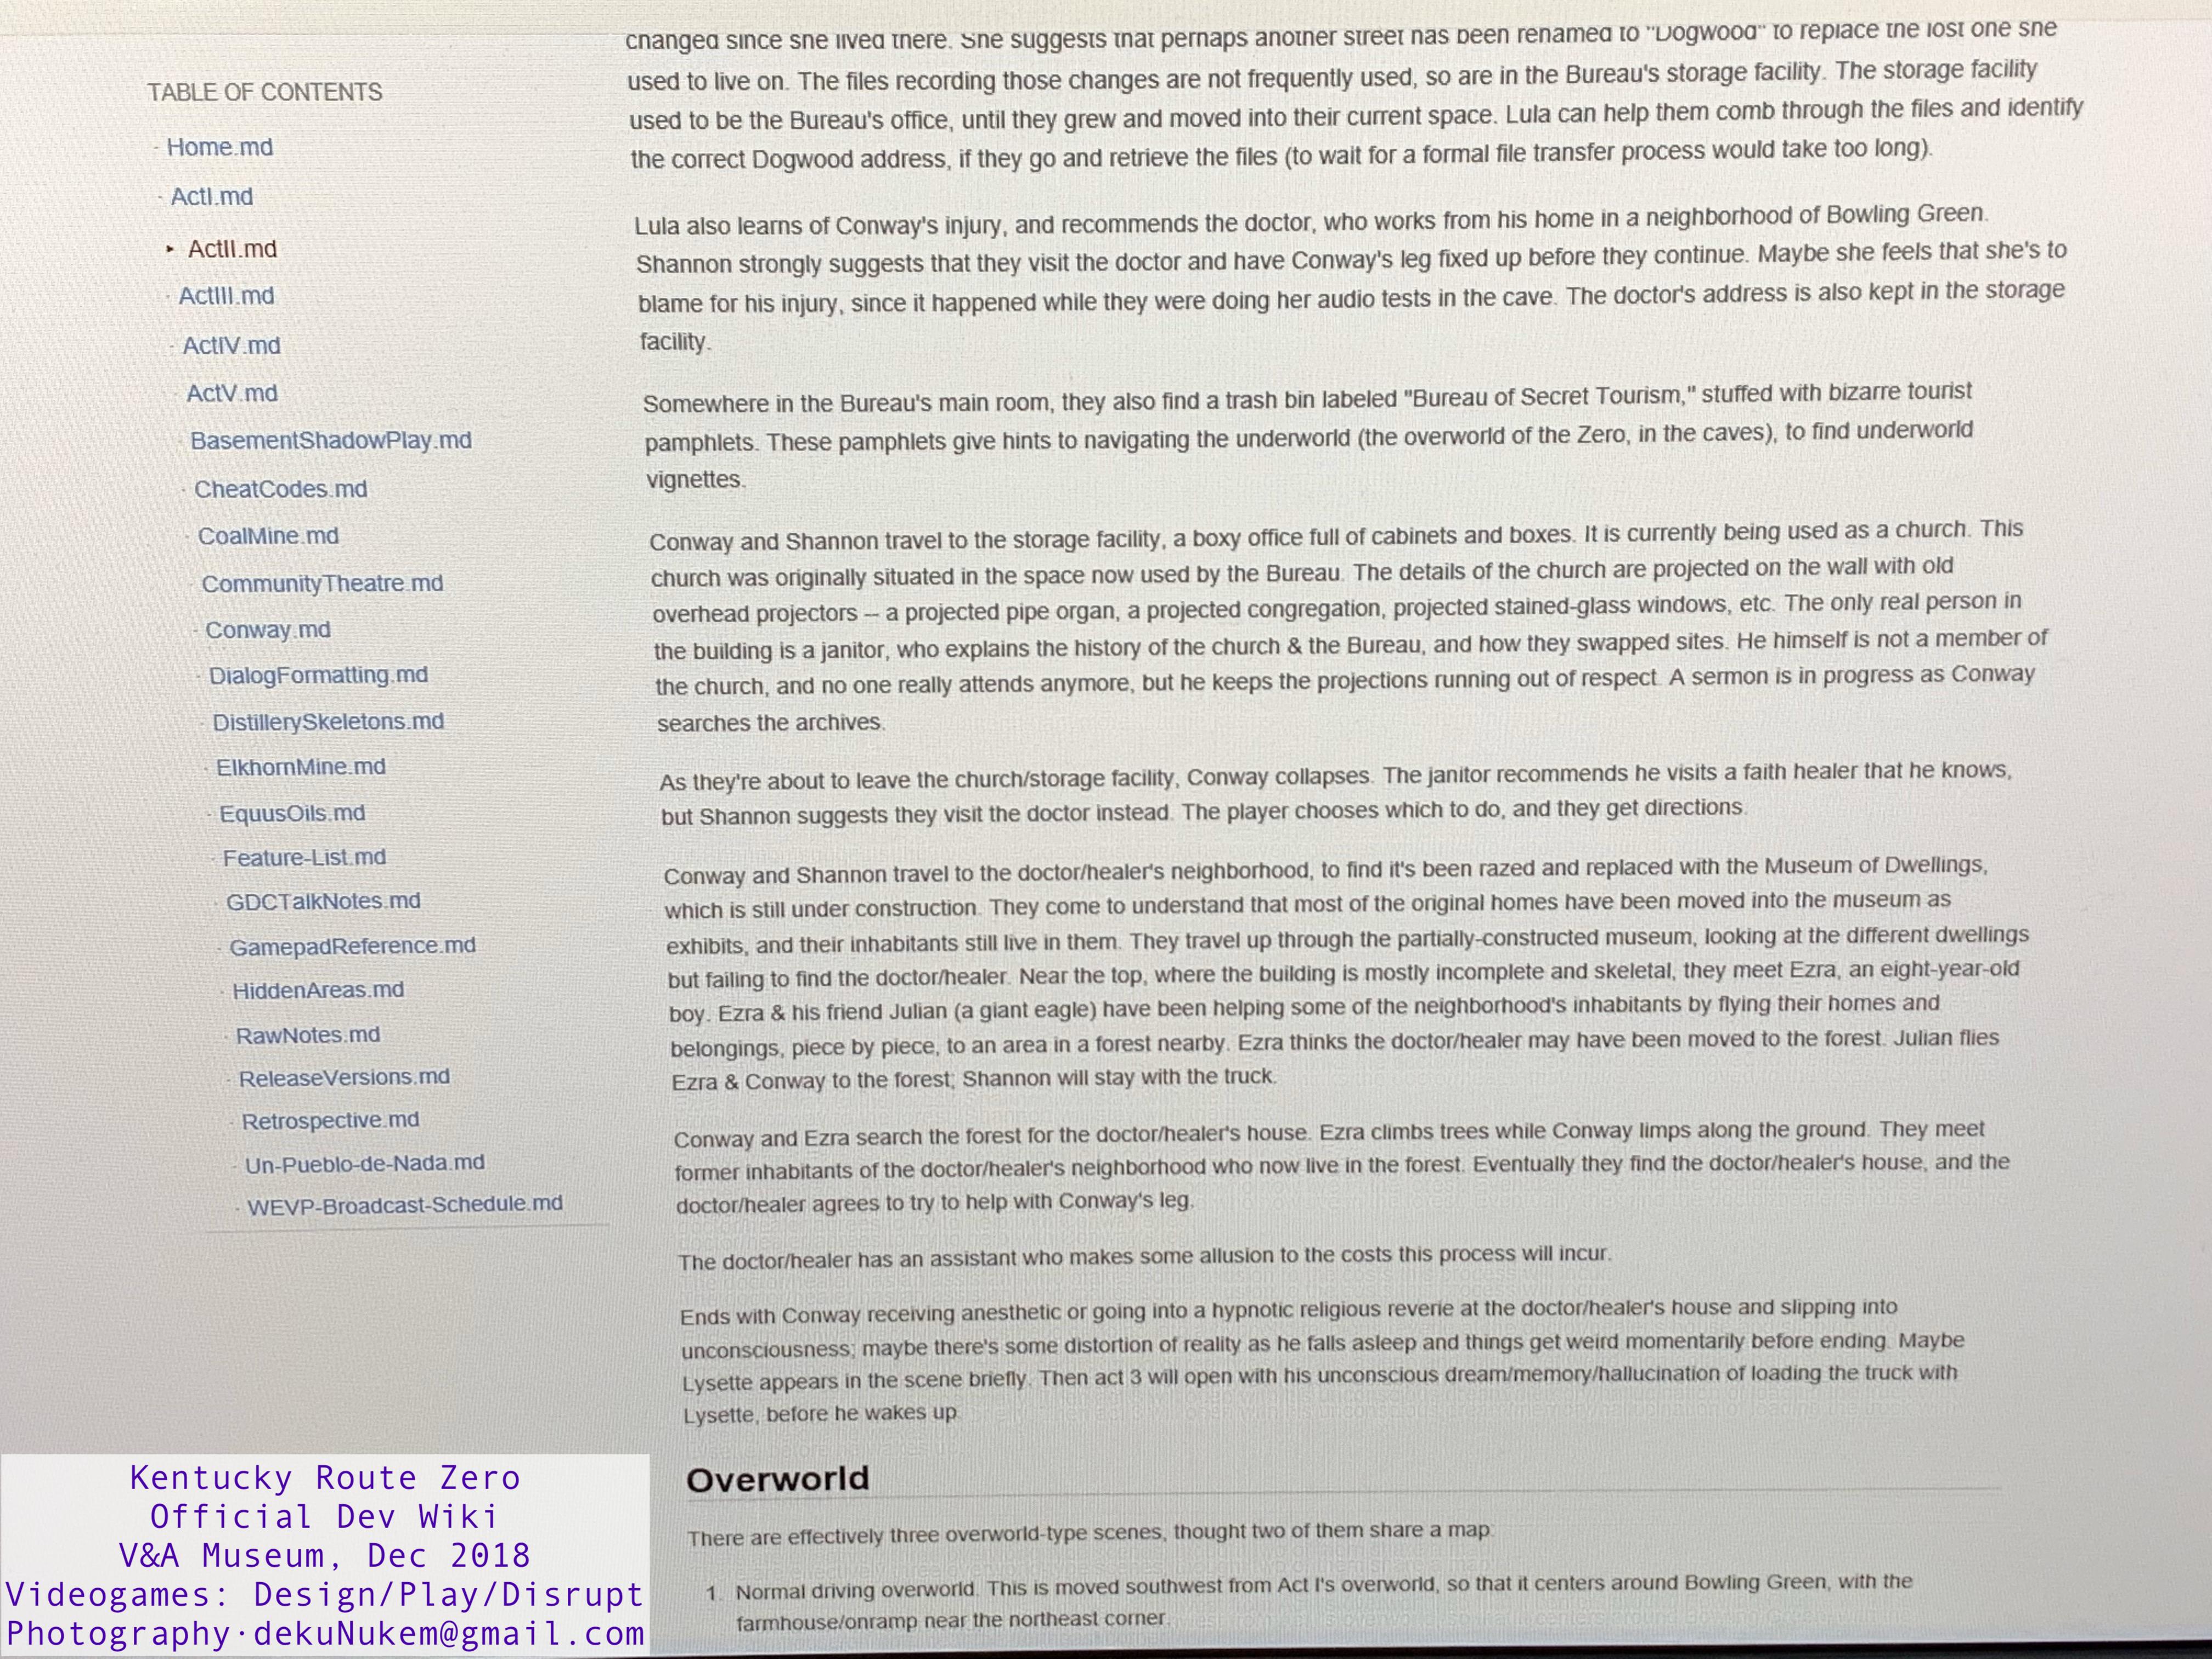 changed since she lived there. She suggests that perhaps another street has been renamed to "Dogwood" to replace the lost one she
used to live on. The files recording those changes are not frequently used, so are in the Bureau's storage facility. The storage facility
used to be the Bureau's office, until they grew and moved into their current space. Lula can help them comb through the files and identify
the correct Dogwood address, if they go and retrieve the files (to wait for a formal file transfer process would take too long).
Lula also learns of Conway's injury, and recommends the doctor, who works from his home in a neighborhood of Bowling Green.
Shannon strongly suggests that they visit the doctor and have Conway's leg fixed up before they continue. Maybe she feels that she's to
blame for his injury, since it happened while they were doing her audio tests in the cave. The doctor's address is also kept in the storage
facility.
Somewhere in the Bureau's main room, they also find a trash bin labeled "Bureau of Secret Tourism," stuffed with bizarre tourist
pamphlets. These pamphlets give hints to navigating the underworld (the overworld of the Zero, in the caves), to find underworld
vignettes.
Conway and Shannon travel to the storage facility, a boxy office full of cabinets and boxes. It is currently being used as a church. This
church was originally situated in the space now used by the Bureau. The details of the church are projected on the wall with old
overhead projectors -- a projected pipe organ, a projected congregation, projected stained-glass windows, etc. The only real person in
the building is a janitor, who explains the history of the church & the Bureau, and how they swapped sites. He himself is not a member of
the church, and no one really attends anymore, but he keeps the projections running out of respect. A sermon is in progress as Conway
searches the archives.
As they're about to leave the church/storage facility, Conway collapses. The janitor recommends he visits a faith healer that he knows,
but Shannon suggests they visit the doctor instead. The player chooses which to do, and they get directions.
Conway and Shannon travel to the doctor/healer's neighborhood, to find it's been razed and replaced with the Museum of Dwellings,
which is still under construction. They come to understand that most of the original homes have been moved into the museum as
exhibits, and their inhabitants still live in them. They travel up through the partially-constructed museum, looking at the different dwellings
but failing to find the doctor/healer. Near the top, where the building is mostly incomplete and skeletal, they meet Ezra, an eight-year-old
boy. Ezra & his friend Julian (a giant eagle) have been helping some of the neighborhood's inhabitants by flying their homes and
belongings, piece by piece, to an area in a forest nearby. Ezra thinks the doctor/healer may have been moved to the forest. Julian flies
Ezra & Conway to the forest; Shannon will stay with the truck.
Conway and Ezra search the forest for the doctor/healer's house. Ezra climbs trees while Conway limps along the ground. They meet
former inhabitants of the doctor/healer's neighborhood who now live in the forest. Eventually they find the doctor/healer's house, and the
doctor/healer agrees to try to help with Conway's leg.
The doctor/healer has an assistant who makes some allusion to the costs this process will incur.
Ends with Conway receiving anesthetic or going into a hypnotic religious reverie at the doctor/healer's house and slipping into
unconsciousness; maybe there's some distortion of reality as he falls asleep and things get weird momentarily before ending. Maybe
Lysette appears in the scene briefly. Then act 3 will open with his unconscious dream/memory/hallucination of loading the truck with
Lysette, before he wakes up.
Overworld
There are effectively three overworld-type scenes, thought two of them share a map.
1. Normal driving overworld. This is moved southwest from Act I's overworld, so that it centers around Bowling Green, with the
farmhouse/onramp near the northeast corner.
TABLE OF CONTENTS
Home.md
ActI.md
ActII.md
ActIII.md
ActIV.md
ActV.md
BasementShadowPlay.md
CheatCodes.md
CoalMine.md
CommunityTheatre.md
Conway.md
DialogFormatting.md
DistillerySkeletons.md
ElkhornMine.md
EquusOils.md
Feature-List.md
GDCTalkNotes.md
GamepadReference.md
HiddenAreas.md
RawNotes.md
ReleaseVersions.md
Retrospective.md
Un-Pueblo-de-Nada.md
WEVP-Broadcast-Schedule.md
Kentucky Route Zero
Official Dev Wiki
V&A Museum, Dec 2018
Videogames: Design/Play/Disrupt
Photography·dekuNukem@gmail.com